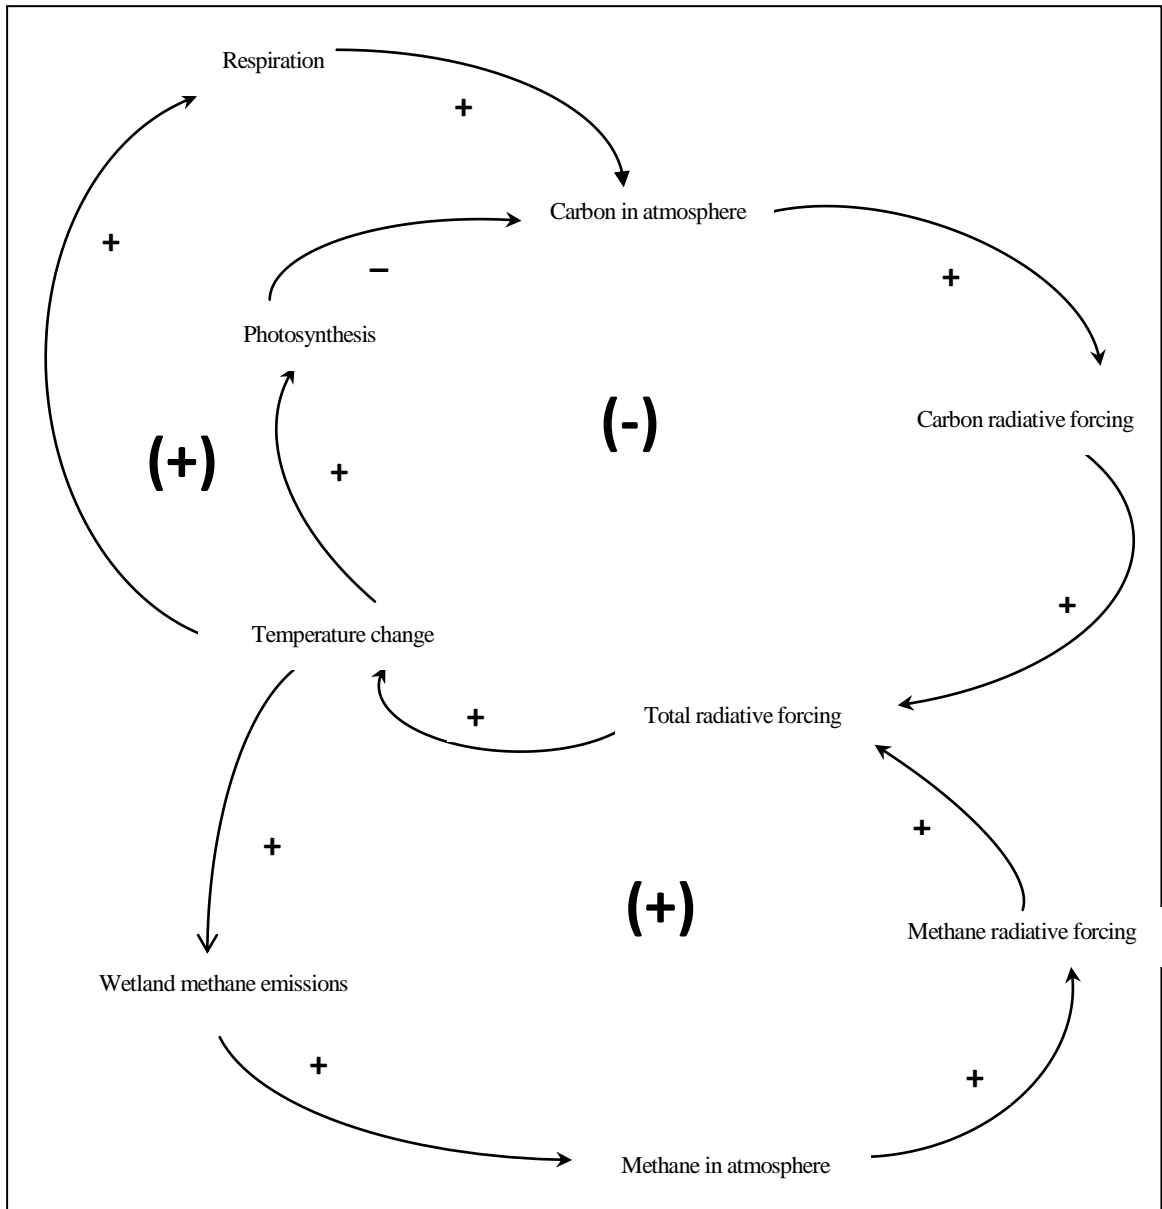 Respiration
+
Carbon in atmosphere
+
+
–
Photosynthesis
(-)
Carbon radiative forcing
(+)
+
+
Temperature change
Total radiative forcing
+
+
+
(+)
Methane radiative forcing
Wetland methane emissions
+
+
Methane in atmosphere